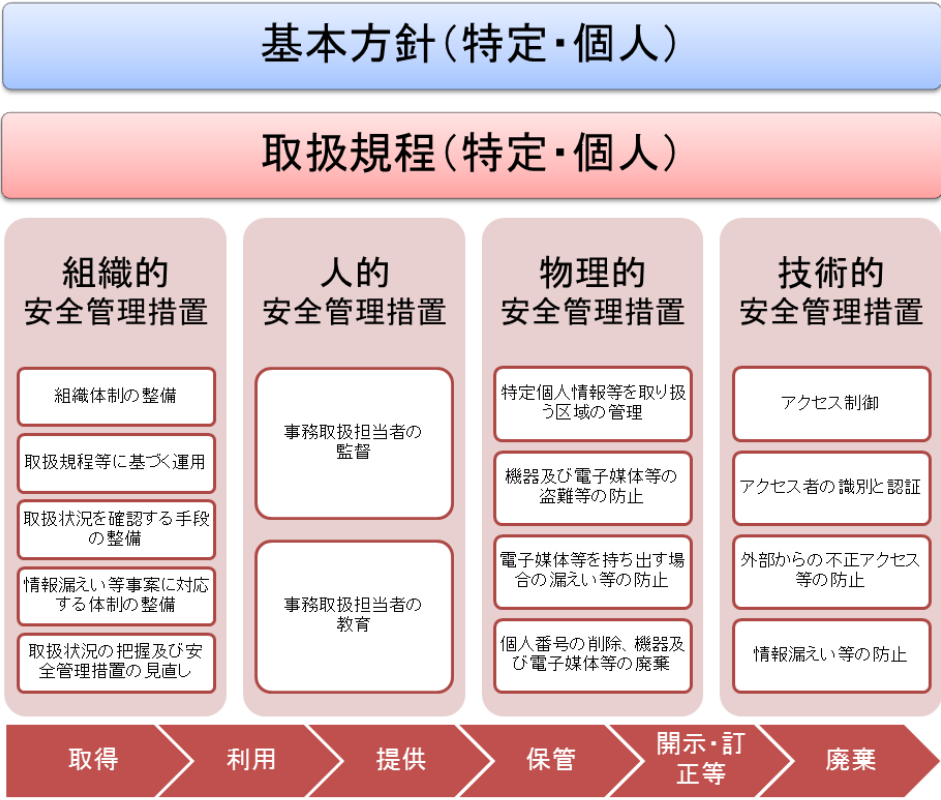 基本方針(特定・個人)
取扱規程(特定・個人)
組織的
安全管理措置
組織体制の整備
取扱規程等に基づく運用
取扱状況を確認する手段
の整備
情報漏えい等事案に対応
する体制の整備
取扱状況の把握及び安
全管理措置の見直し
人的
安全管理措置
事務取扱担当者の
監督
事務取扱担当者の
教育
物理的
安全管理措置
特定個人情報等を取り扱
う区域の管理
機器及び電子媒体等の
盗難等の防止
電子媒体等を持ち出す場
合の漏えい等の防止
個人番号の削除、機器及
び電子媒体等の廃棄
技術的
安全管理措置
アクセス制御
アクセス者の識別と認証
外部からの不正アクセス
等の防止
情報漏えい等の防止
取得
利用
提供
保管
開示・訂
正等
廃棄